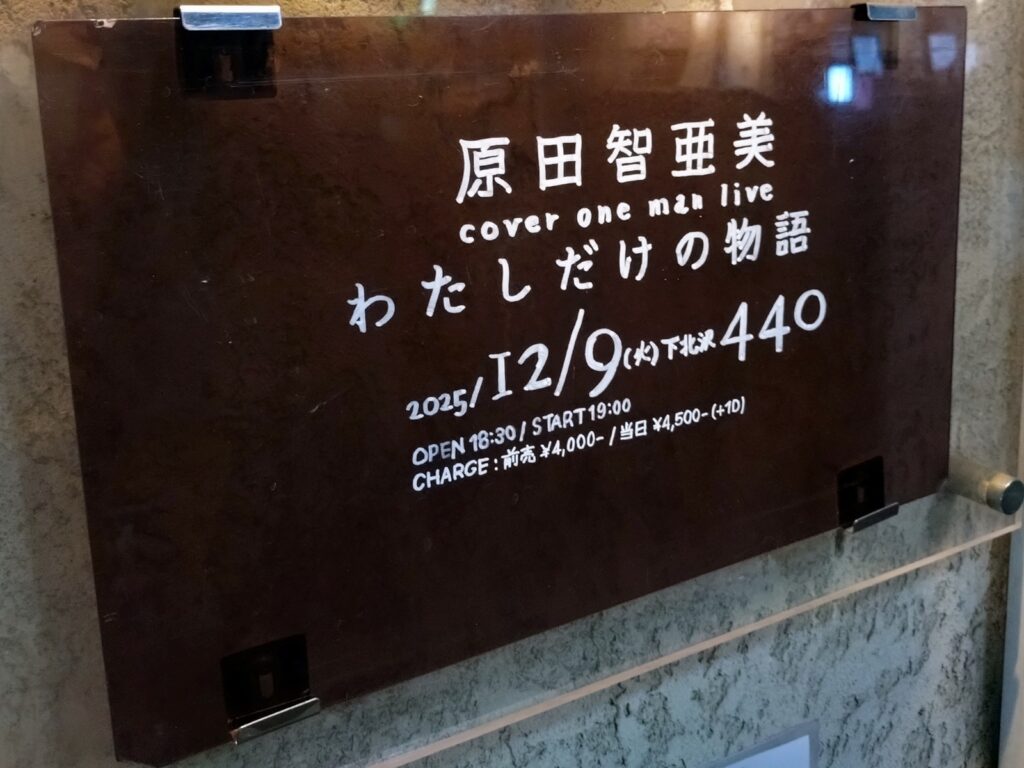 原田智亜美
cover one man live
わたしだけの物語
2025/12/9(火)下北沢440
OPEN 18:30 / START 19:00
CHARGE : 前売 ¥4,000- / 当日 ¥4,500- (+1D)